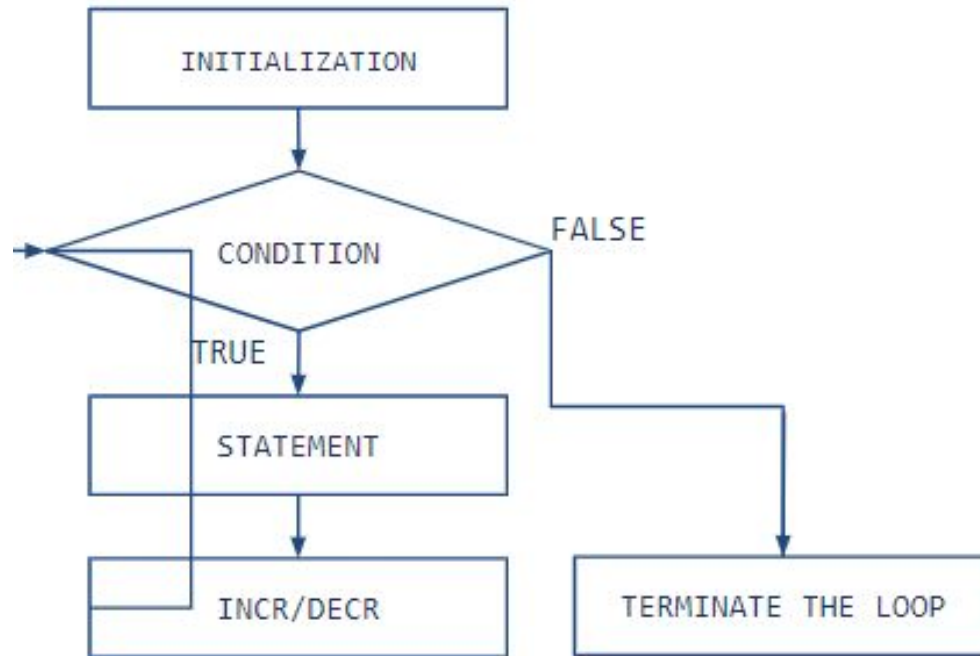 INITIALIZATION
CONDITION
FALSE
TRUE
STATEMENT
INCR/DECR
TERMINATE THE LOOP